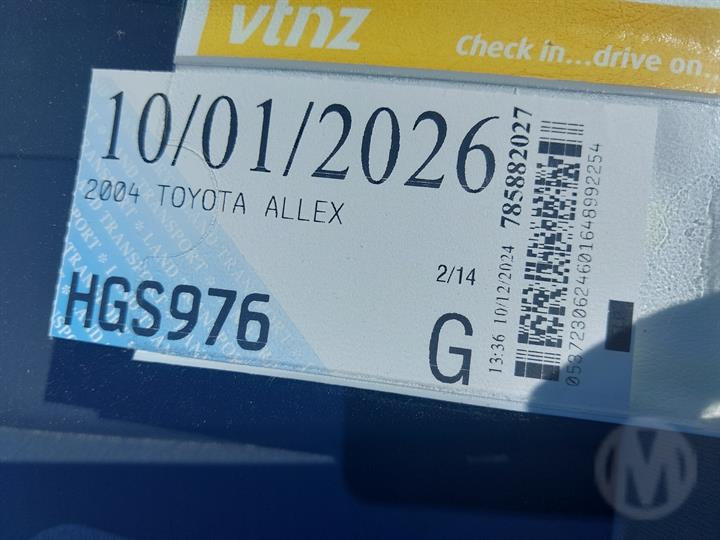 vtnz
check in...drive on...
10/01/2026
2004 TOYOTA ALLEX
2/14
HGS976
G
13:36 10/12/2024 785882027
0537230624601648992254
M